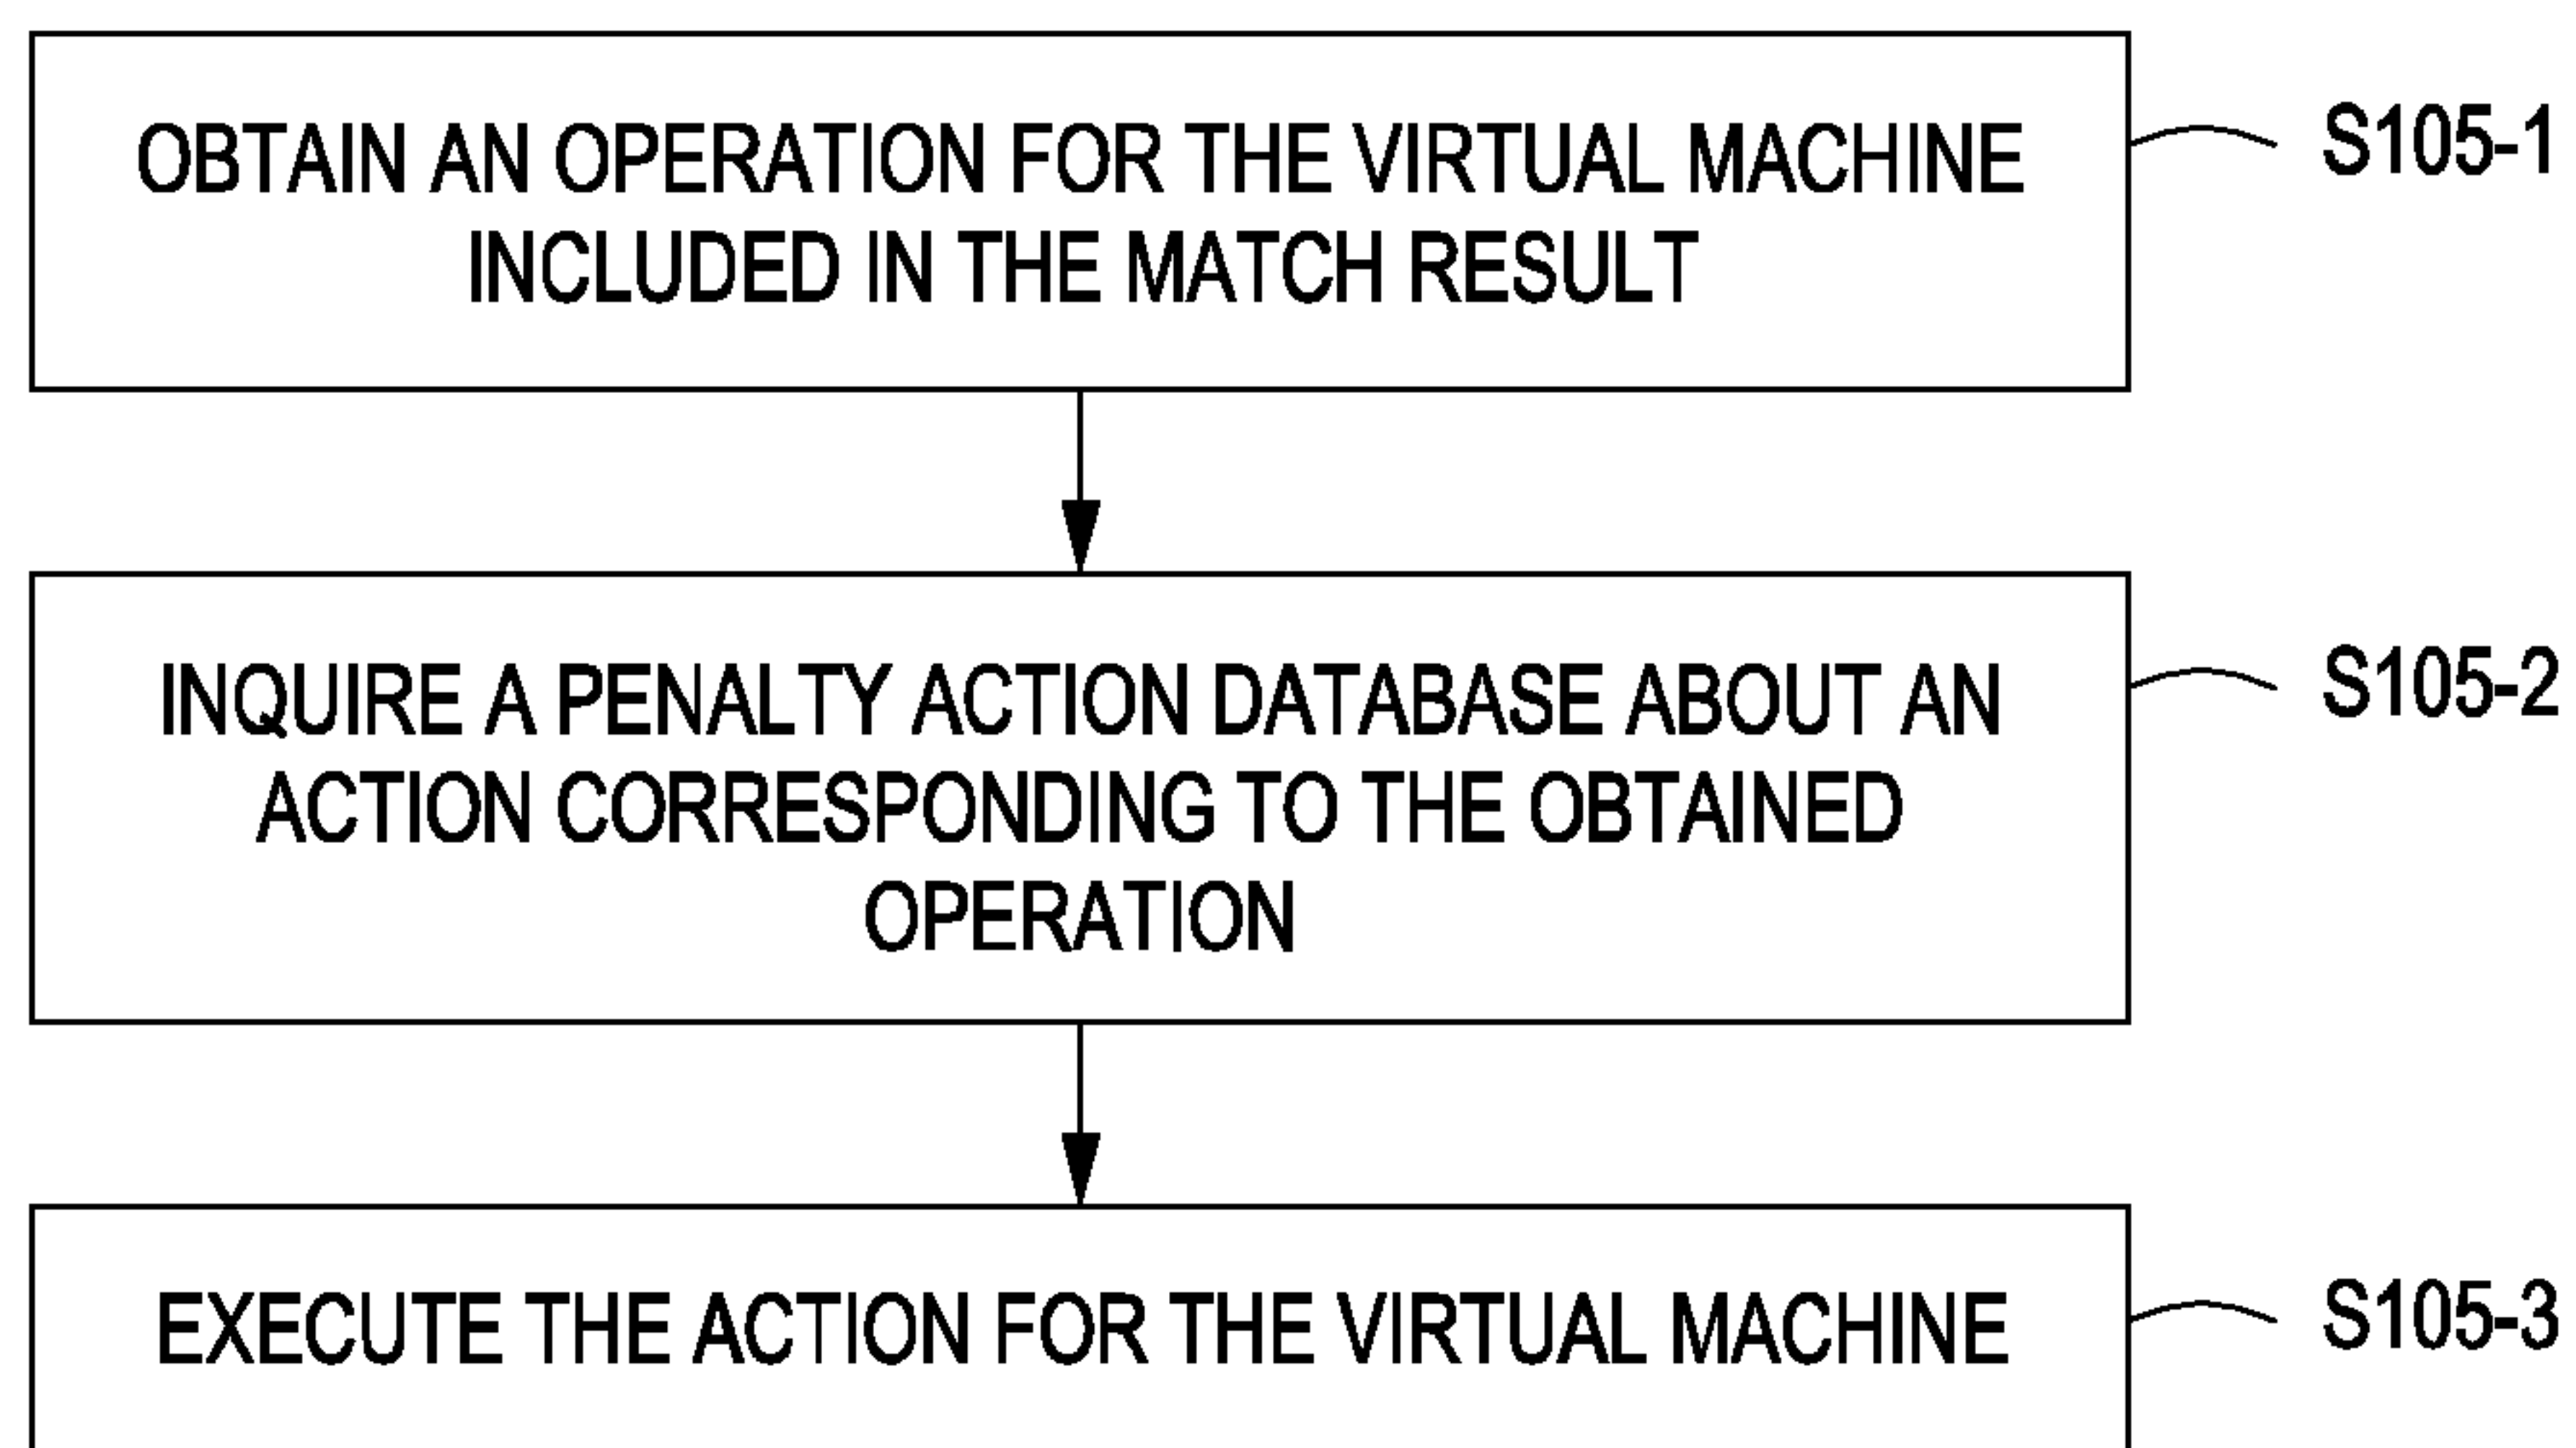 OBTAIN AN OPERATION FOR THE VIRTUAL MACHINE
INCLUDED IN THE MATCH RESULT
S105-1
INQUIRE A PENALTY ACTION DATABASE ABOUT AN
ACTION CORRESPONDING TO THE OBTAINED
OPERATION
S105-2
EXECUTE THE ACTION FOR THE VIRTUAL MACHINE
S105-3